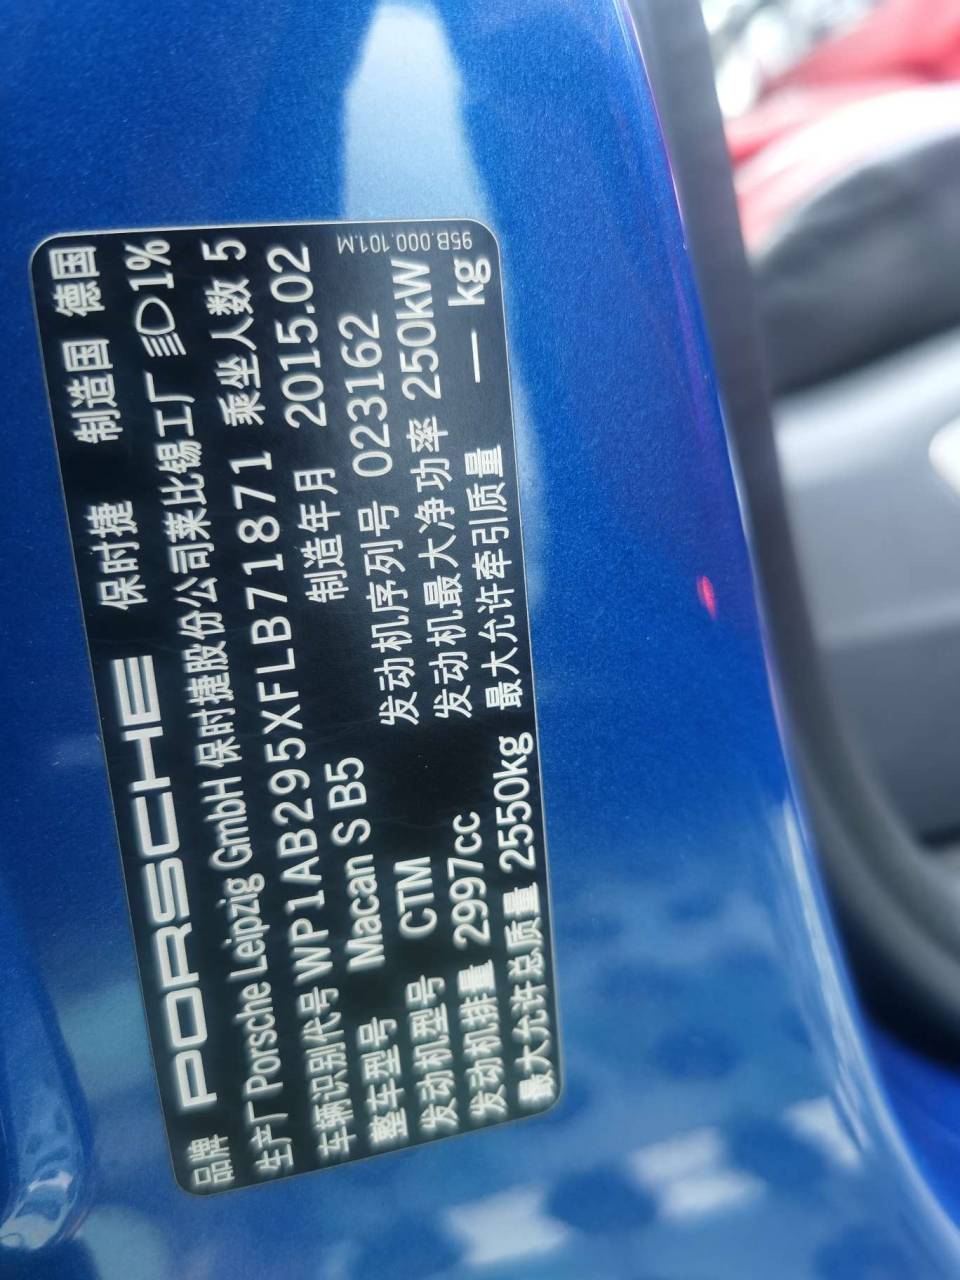 品牌 PORSCHE 保时捷 制造国 德国
生产厂 Porsche Leipzig GmbH 保时捷股份公司莱比锡工厂 1%
车辆识别代号 WP1AB295XFLB71871 乘坐人数 5
整车型号 Macan S B5 制造年月 2015.02
发动机型号 CTM 发动机序列号 023162
发动机排量 2997cc 发动机最大净功率 250kW
最大允许总质量 2550kg 最大允许牵引质量 — kg
95B.000.101.M